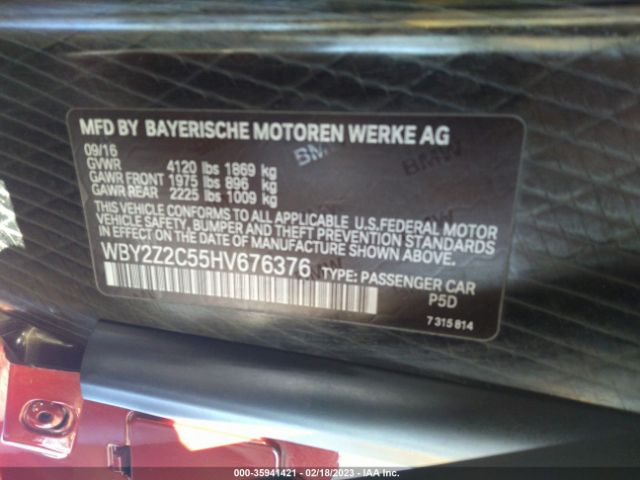 MFD BY BAYERISCHE MOTOREN WERKE AG
09/16
GVWR 4120 lbs 1869 kg
GAWR FRONT 1975 lbs 896 kg
GAWR REAR 2225 lbs 1009 kg
THIS VEHICLE CONFORMS TO ALL APPLICABLE U.S.FEDERAL MOTOR
VEHICLE SAFETY, BUMPER AND THEFT PREVENTION STANDARDS
IN EFFECT ON THE DATE OF MANUFACTURE SHOWN ABOVE.
WBY2Z2C55HV676376 TYPE: PASSENGER CAR
P5D
7 315 814
BMW
BMW
000-35941421 - 02/18/2023 - IAA Inc.